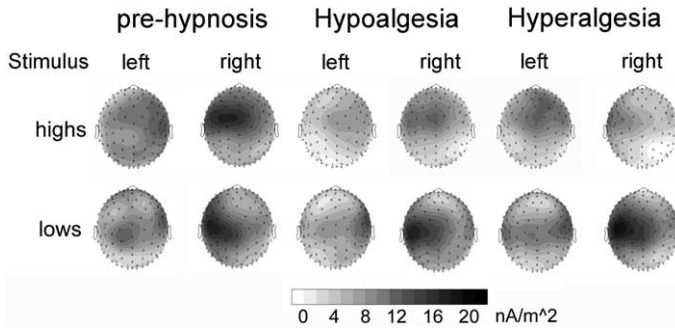 pre-hypnosis Hypoalgesia Hyperalgesia
Stimulus left right left right left right
highs
lows
0 4 8 12 16 20 nA/m^2